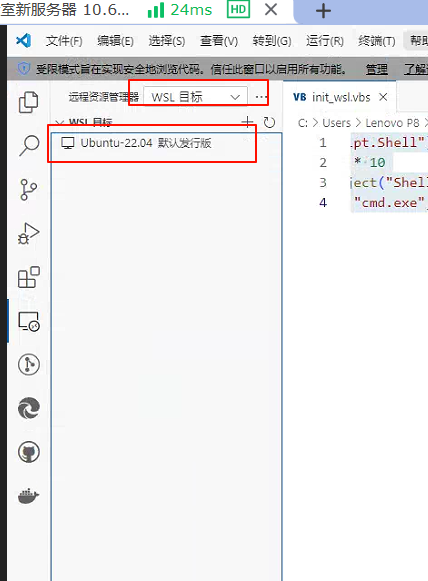 室新服务器 10.6... 24ms HD
文件(F) 编辑(E) 选择(S) 查看(V) 转到(G) 运行(R) 终端(T) 帮助
受限模式旨在实现安全地浏览代码。信任此窗口以启用所有功能。 管理 了解
远程资源管理器 WSL 目标
WSL 目标
Ubuntu-22.04 默认发行版
VB init_wsl.vbs
C: > Users > Lenovo P8 >
1 ipt.Shell"
2 * 10
3 ject("Shell
4 "cmd.exe"